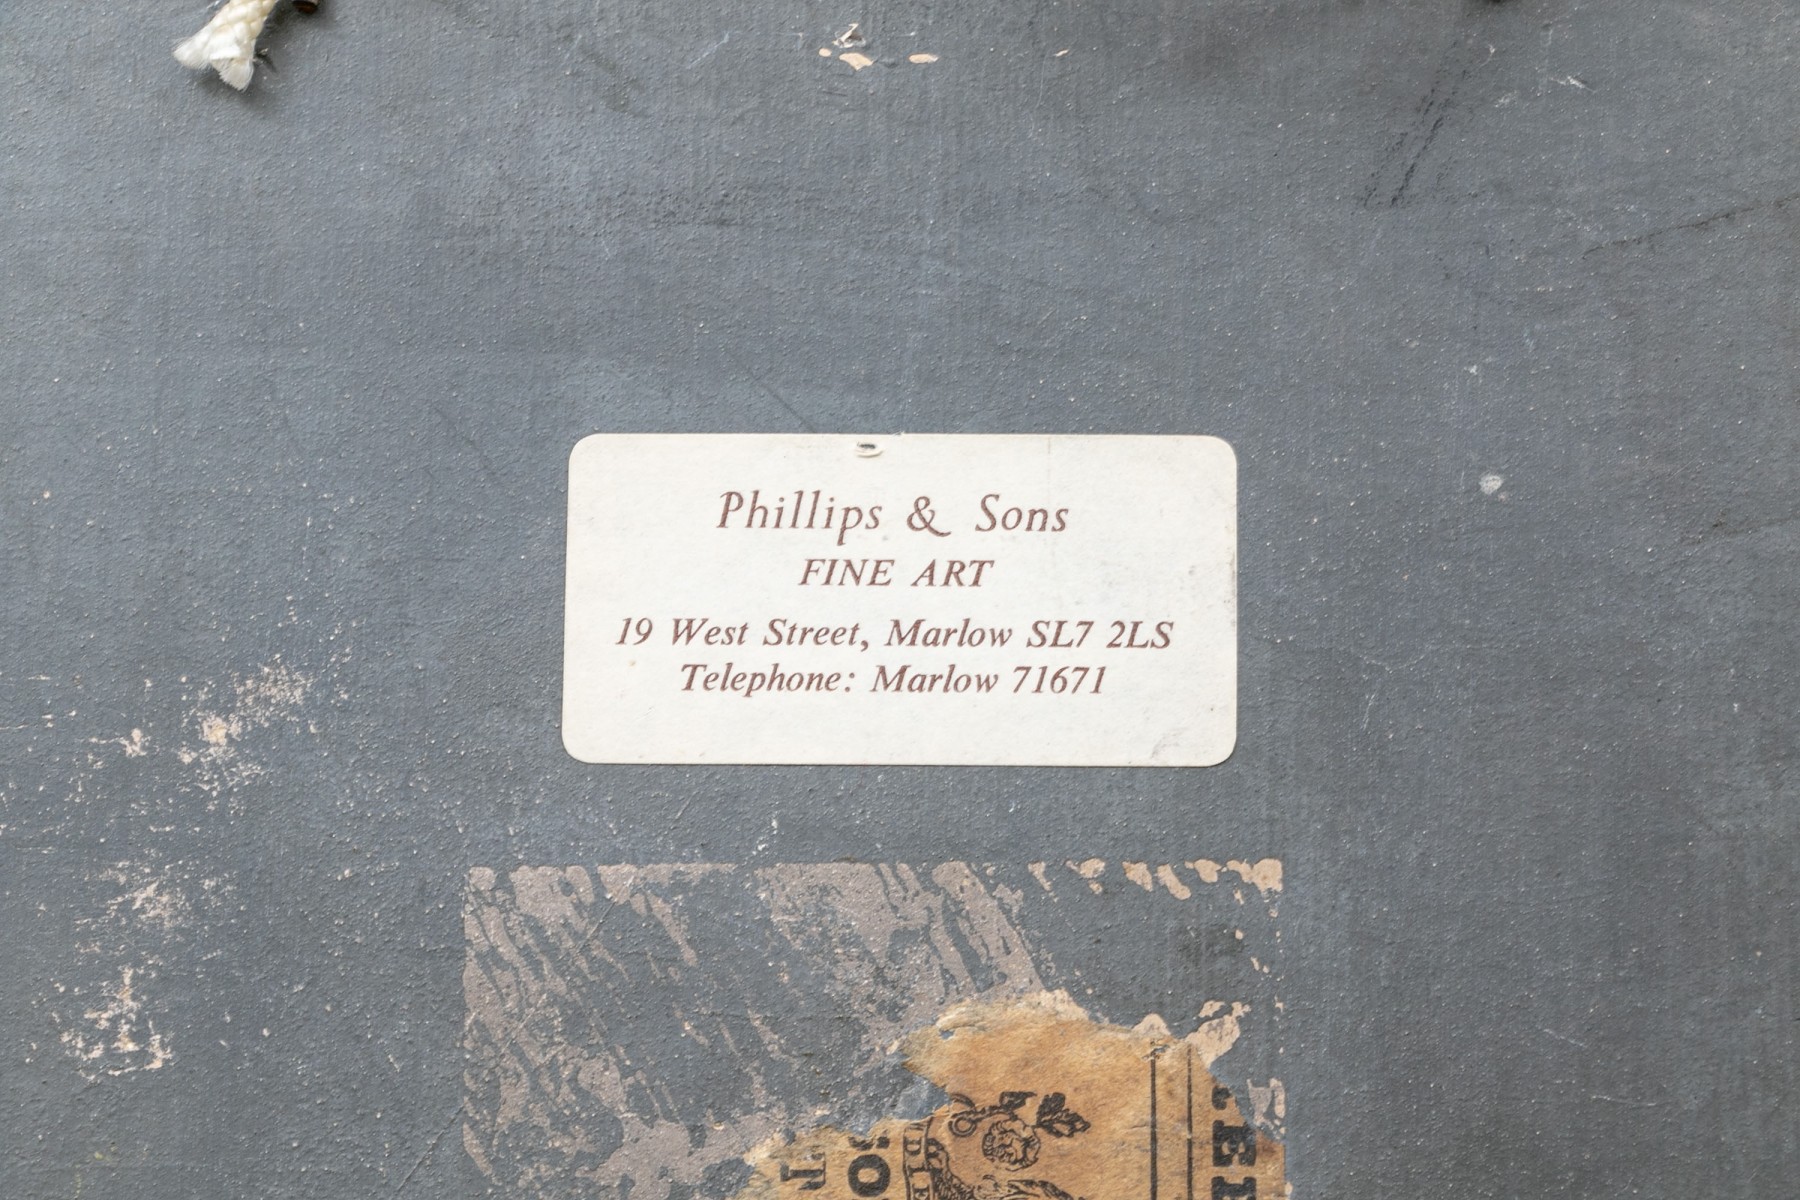 Phillips & Sons
FINE ART
19 West Street, Marlow SL7 2LS
Telephone: Marlow 71671